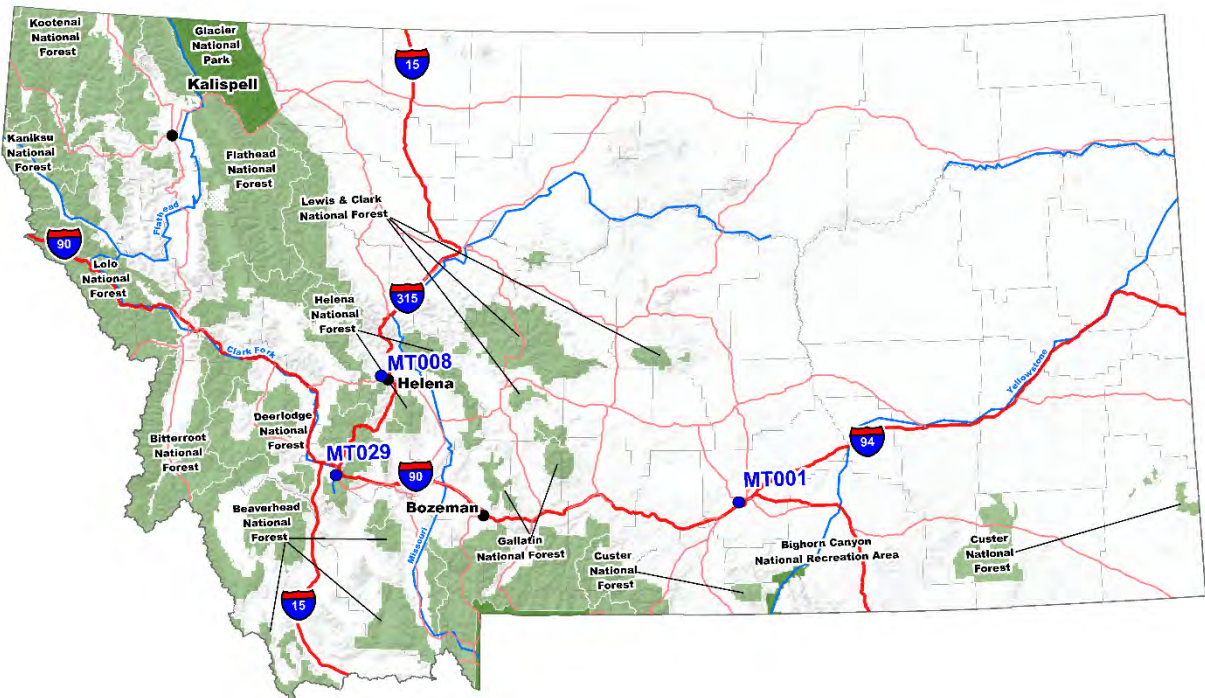 Kootenai
National
Forest
Glacier
National
Park
Kalispell
15
Kaniksu
National
Forest
Flathead
National
Forest
Flathead
Lewis & Clark
National Forest
90
Lolo
National
Forest
315
Helena
National
Forest
Clark Fork
MT008
Helena
Yellowstone
Deerlodge
National
Forest
Bitterroot
National
Forest
MT029
90
94
MT001
Bozeman
Beaverhead
National
Forest
Missouri
Gallatin
National Forest
Custer
National
Forest
Bighorn Canyon
National Recreation Area
Custer
National
Forest
15